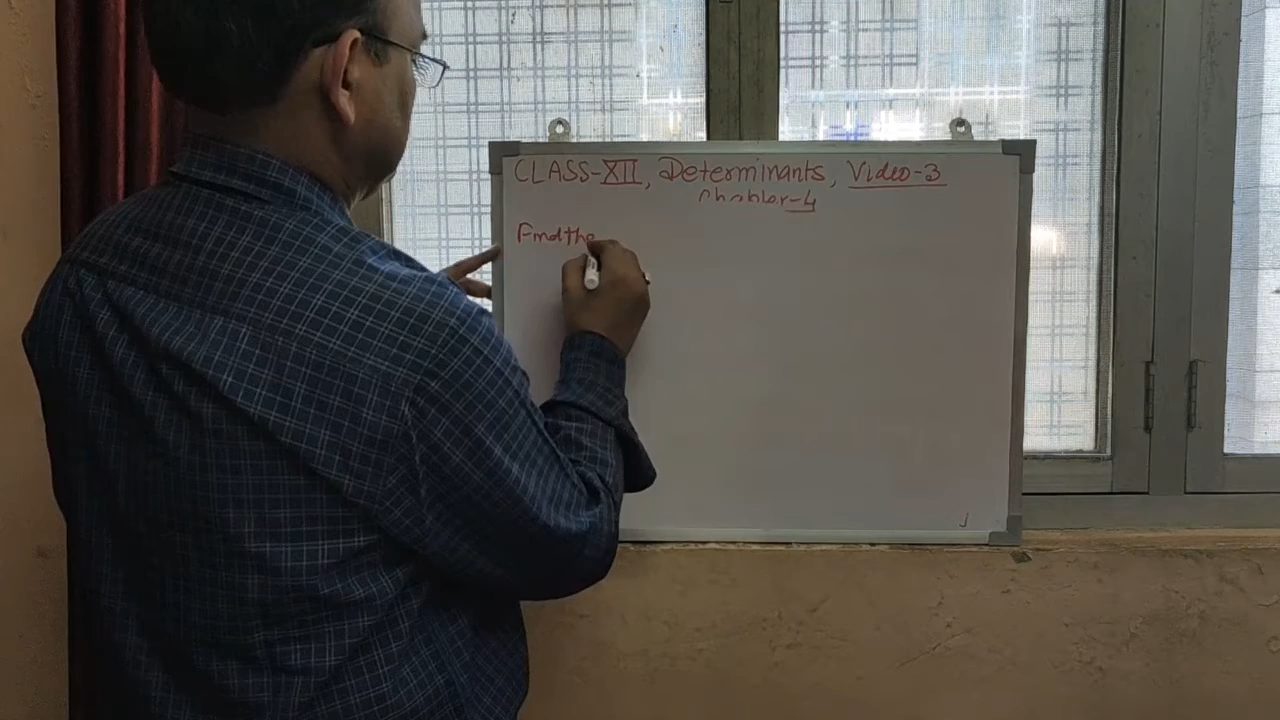 CLASS-XII, Determinants, Video-3
Chapter-4
Find the